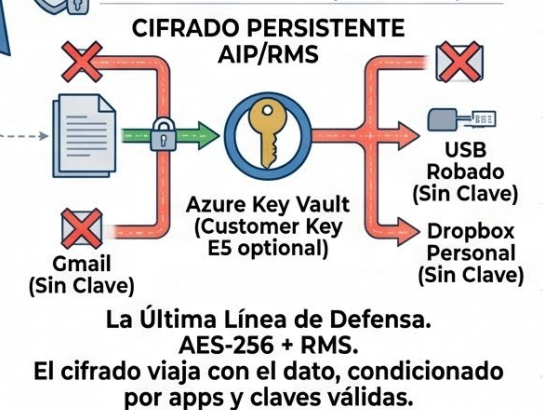 CIFRADO PERSISTENTE
AIP/RMS
USB
Robado
(Sin Clave)
Azure Key Vault
(Customer Key
E5 optional)
Dropbox
Personal
(Sin Clave)
Gmail
(Sin Clave)
La Última Línea de Defensa.
AES-256 + RMS.
El cifrado viaja con el dato, condicionado
por apps y claves válidas.